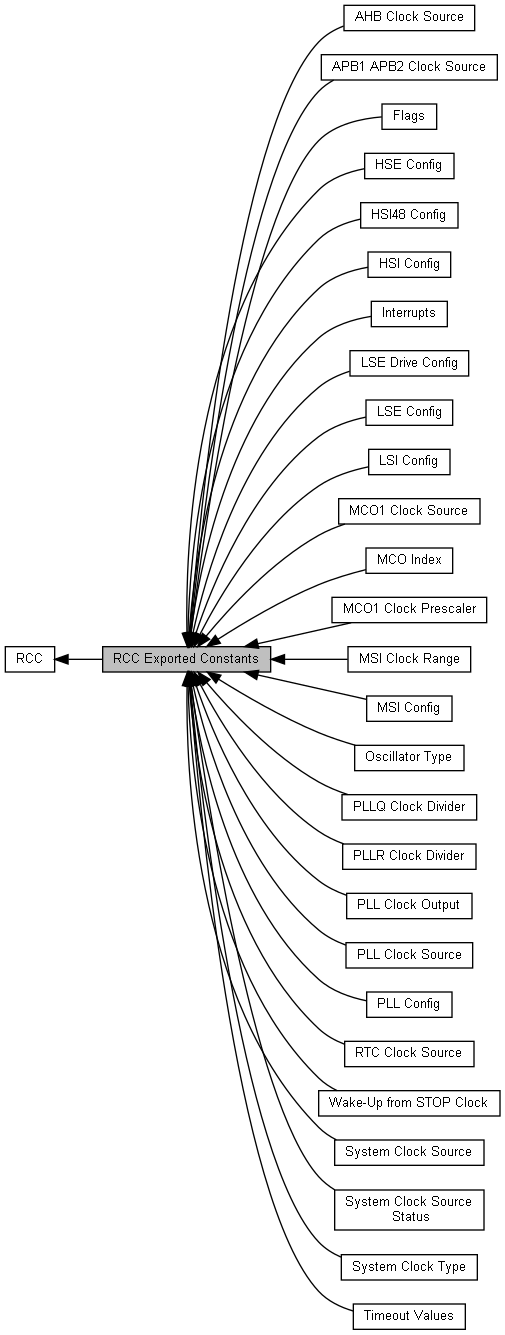 AHB Clock Source
APB1 APB2 Clock Source
Flags
HSE Config
HSI48 Config
HSI Config
Interrupts
LSE Drive Config
LSE Config
LSI Config
MCO1 Clock Source
MCO Index
MCO1 Clock Prescaler
RCC
RCC Exported Constants
MSI Clock Range
MSI Config
Oscillator Type
PLLQ Clock Divider
PLLR Clock Divider
PLL Clock Output
PLL Clock Source
PLL Config
RTC Clock Source
Wake-Up from STOP Clock
System Clock Source
System Clock Source
Status
System Clock Type
Timeout Values